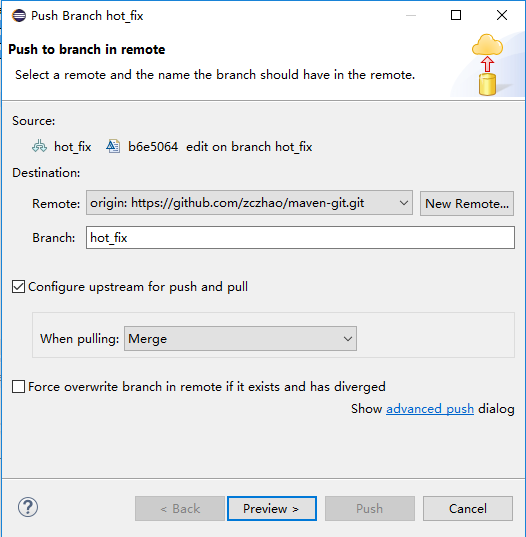 Push Branch hot_fix
Push to branch in remote
Select a remote and the name the branch should have in the remote.
Source:
hot_fix b6e5064 edit on branch hot_fix
Destination:
Remote: origin: https://github.com/zczhao/maven-git.git New Remote...
Branch: hot_fix
Configure upstream for push and pull
When pulling: Merge
Force overwrite branch in remote if it exists and has diverged
Show advanced push dialog
? < Back Preview > Push Cancel